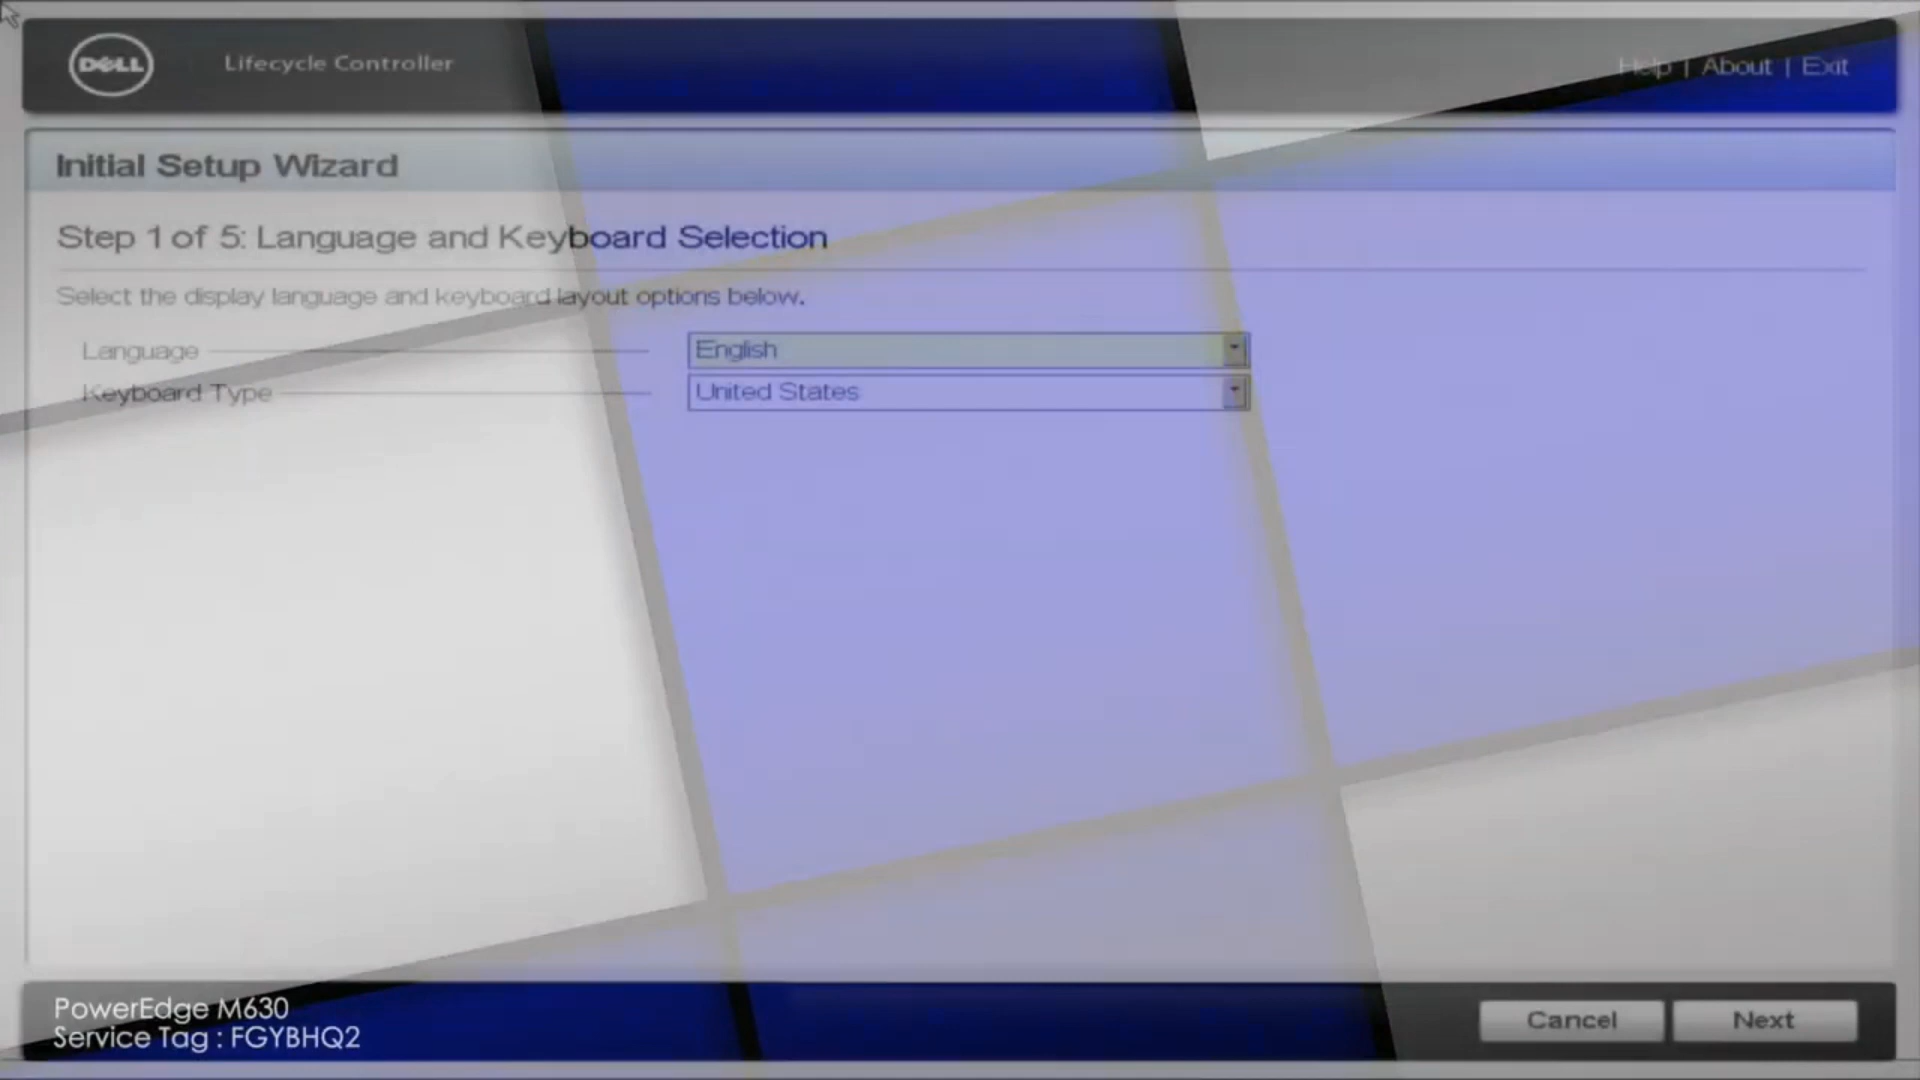 DELL
Lifecycle Controller
Help | About | Exit
Initial Setup Wizard
Step 1 of 5: Language and Keyboard Selection
Select the display language and keyboard layout options below.
Language English
Keyboard Type United States
PowerEdge M630
Service Tag : FGYBHQ2
Cancel Next